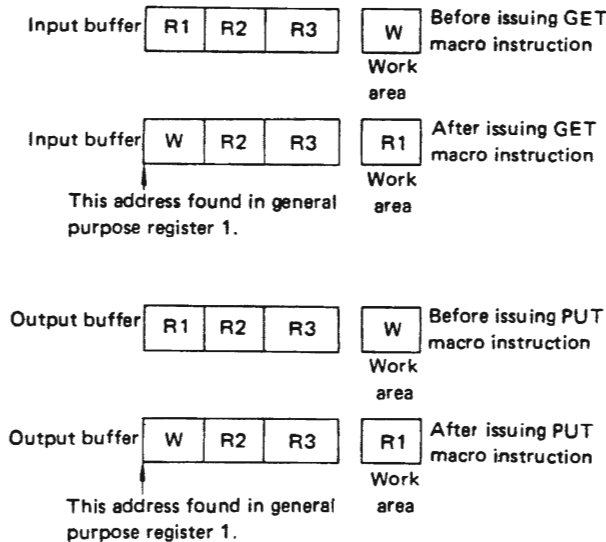 Input buffer R1 R2 R3 W Before issuing GET
macro instruction
Work
area
Input buffer W R2 R3 R1 After issuing GET
macro instruction
Work
area
This address found in general
purpose register 1.
Output buffer R1 R2 R3 W Before issuing PUT
macro instruction
Work
area
Output buffer W R2 R3 R1 After issuing PUT
macro instruction
Work
area
This address found in general
purpose register 1.